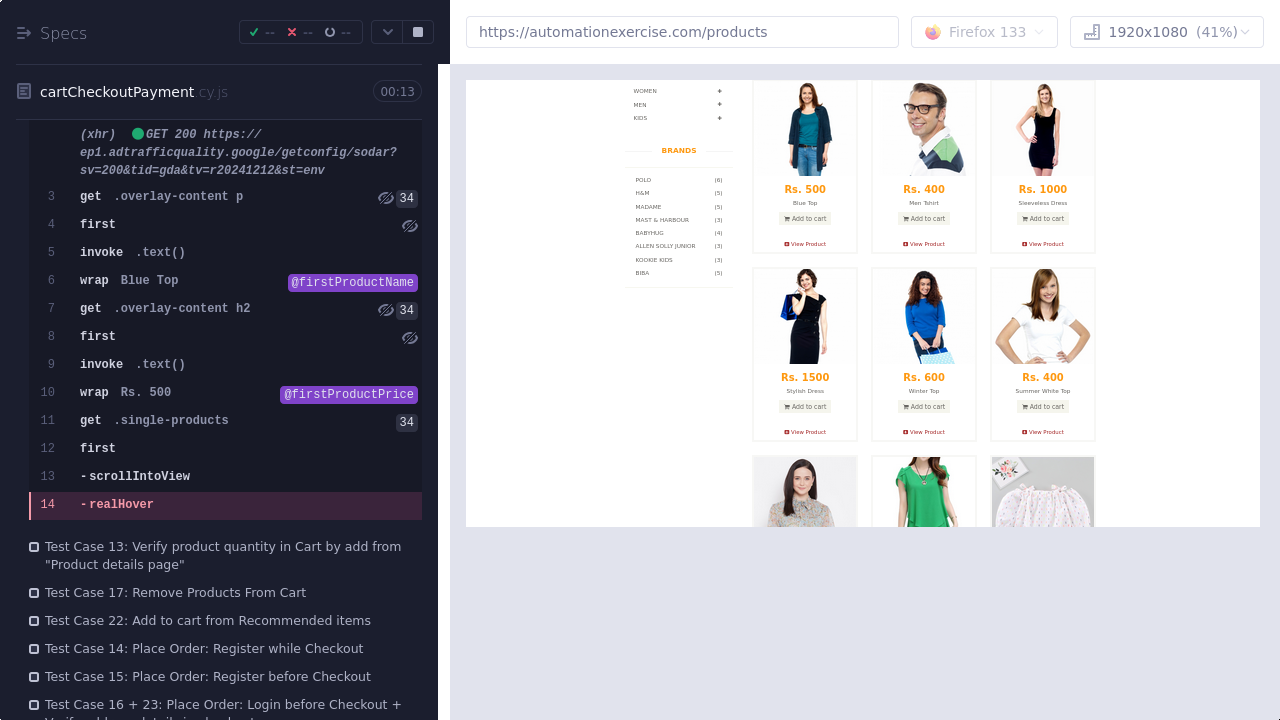 Specs
--
--
--
https://automationexercise.com/products
Firefox 133
1920x1080 (41%)
cartCheckoutPayment.cy.js
00:13
(xhr) GET 200 https://
ep1.adtrafficquality.google/getconfig/sodar?
sv=200&tid=gda&tv=r20241212&st=env
3 get .overlay-content p 34
4 first
5 invoke .text()
6 wrap Blue Top @firstProductName
7 get .overlay-content h2 34
8 first
9 invoke .text()
10 wrap Rs. 500 @firstProductPrice
11 get .single-products 34
12 first
13 -scrollIntoView
14 -realHover
Test Case 13: Verify product quantity in Cart by add from
"Product details page"
Test Case 17: Remove Products From Cart
Test Case 22: Add to cart from Recommended items
Test Case 14: Place Order: Register while Checkout
Test Case 15: Place Order: Register before Checkout
Test Case 16 + 23: Place Order: Login before Checkout +
WOMEN +
MEN +
KIDS +
BRANDS
POLO (6)
H&M (5)
MADAME (5)
MAST & HARBOUR (3)
BABYHUG (4)
ALLEN SOLLY JUNIOR (3)
KOOKIE KIDS (3)
BIBA (5)
Rs. 500
Blue Top
Add to cart
View Product
Rs. 400
Men Tshirt
Add to cart
View Product
Rs. 1000
Sleeveless Dress
Add to cart
View Product
Rs. 1500
Stylish Dress
Add to cart
View Product
Rs. 600
Winter Top
Add to cart
View Product
Rs. 400
Summer White Top
Add to cart
View Product